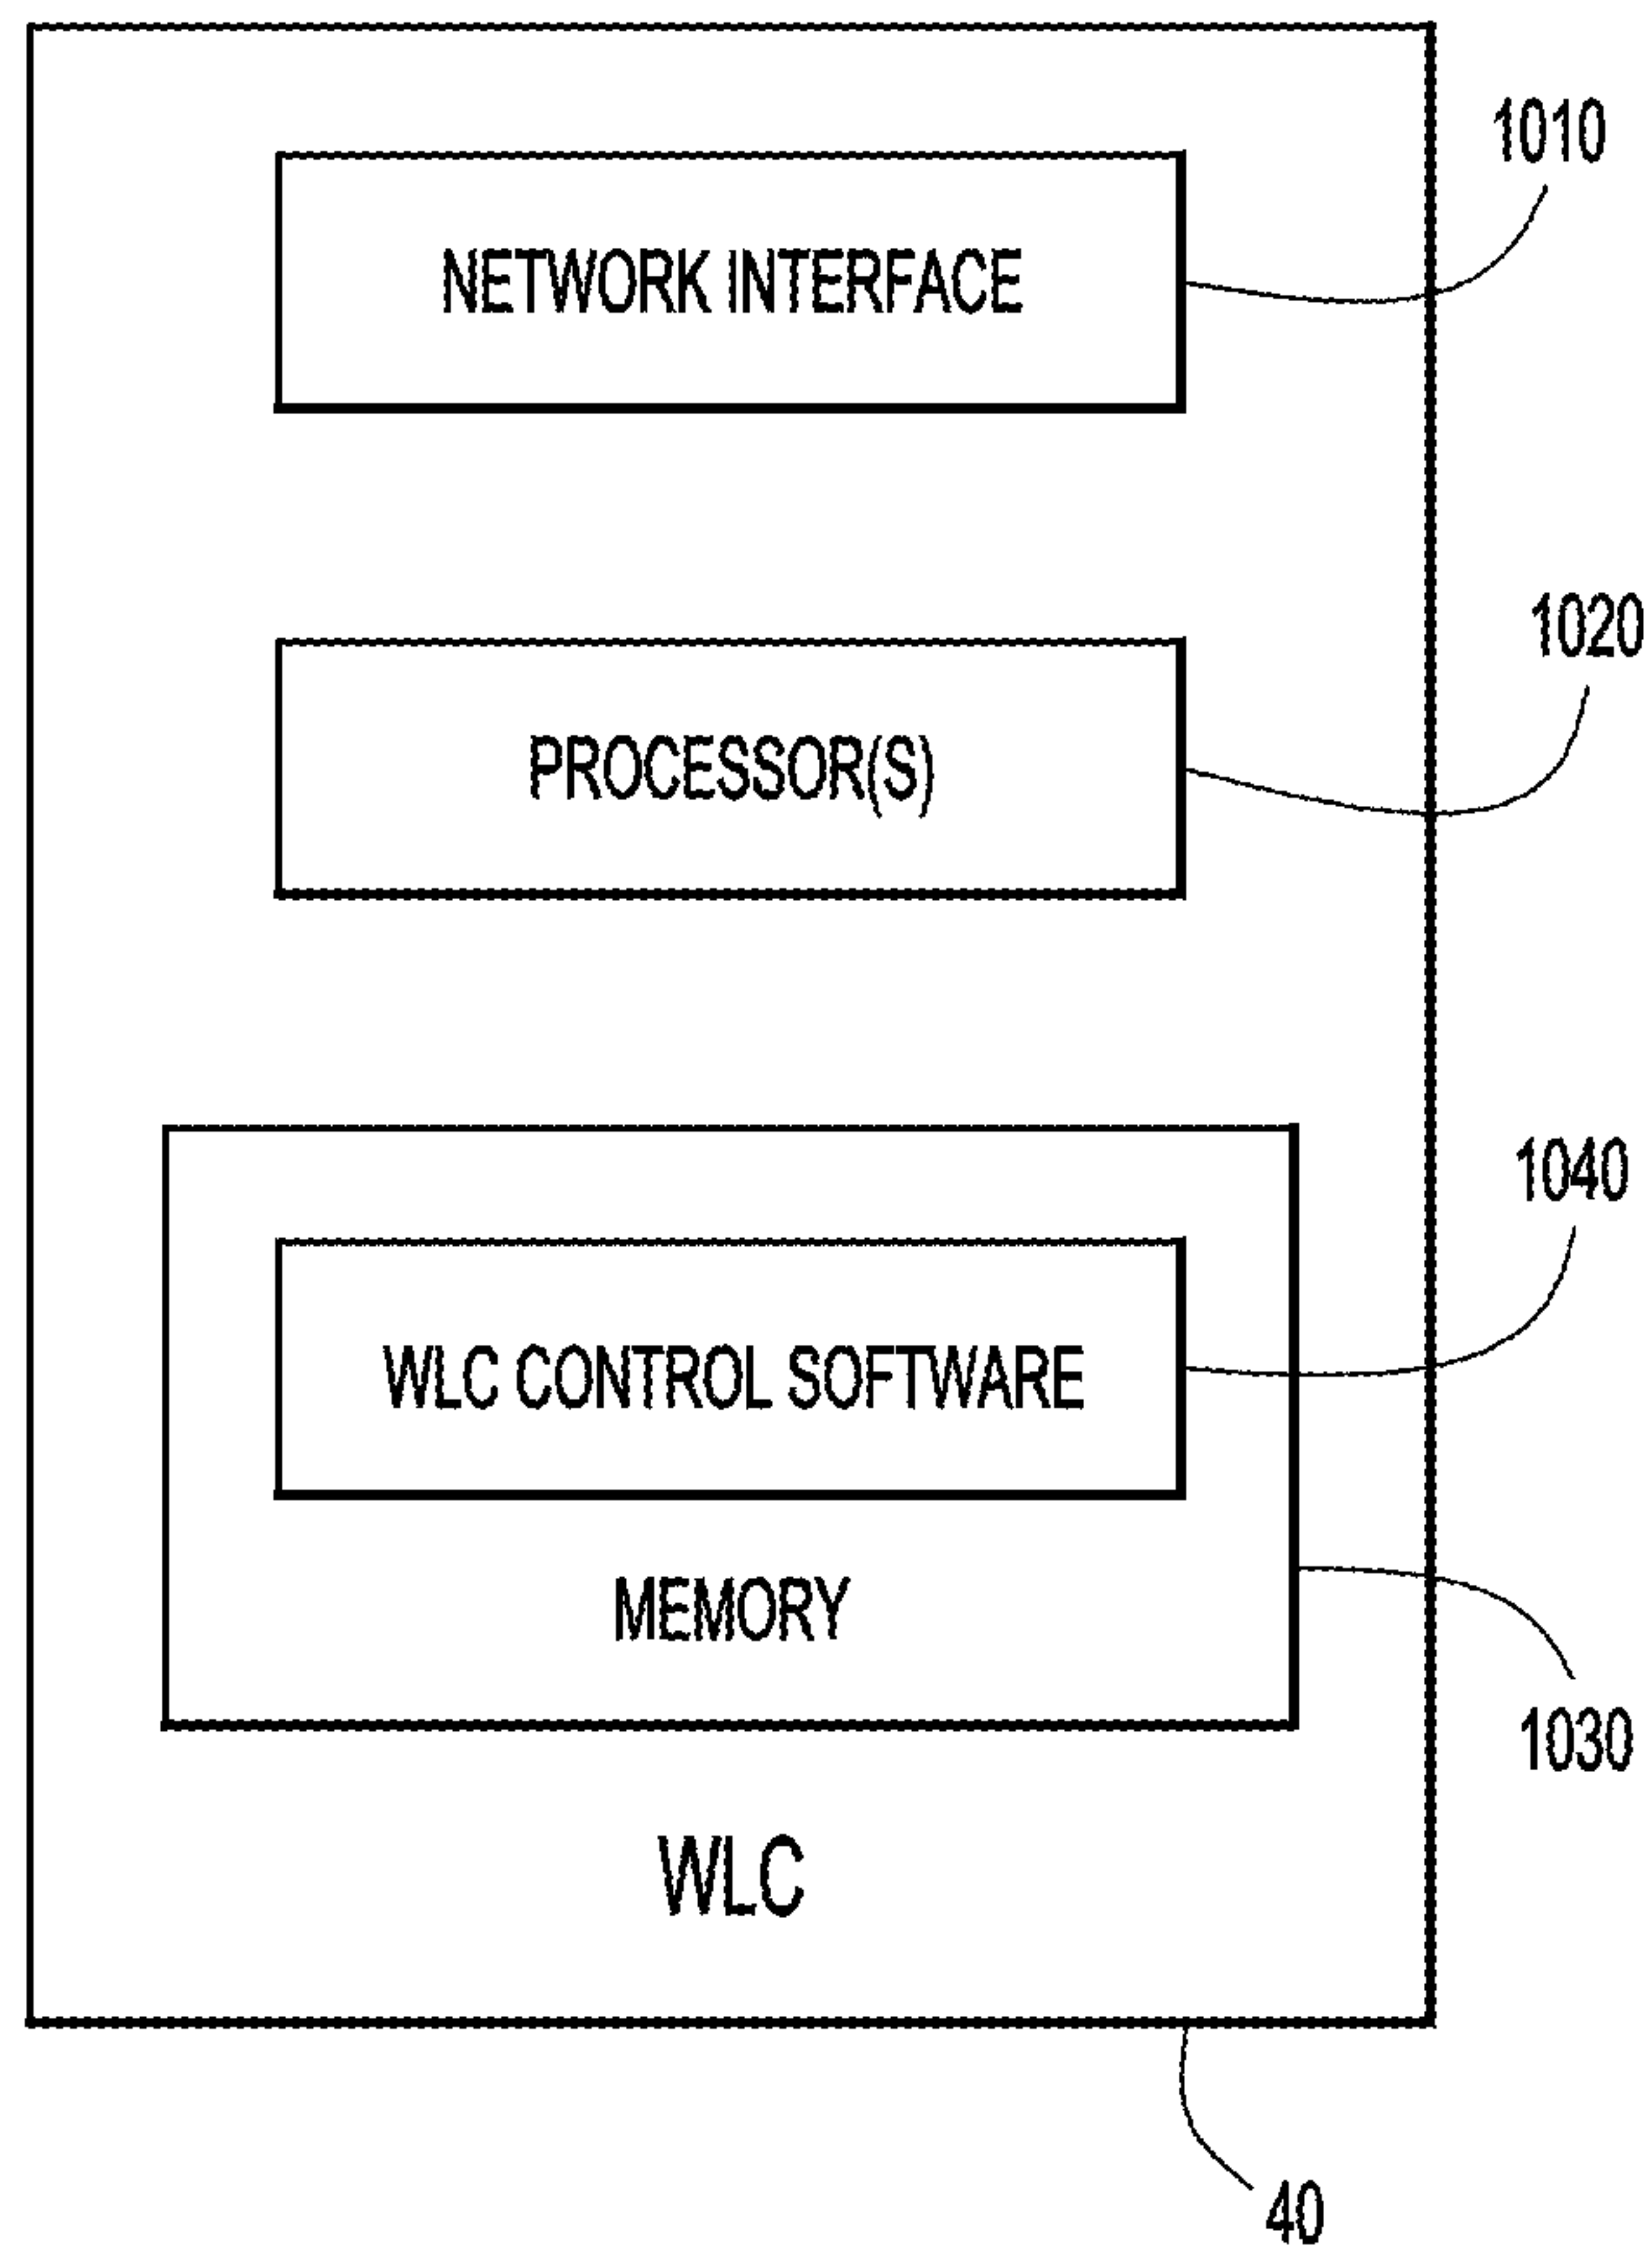 1010
NETWORK INTERFACE
1020
PROCESSOR(S)
1040
WLC CONTROL SOFTWARE
MEMORY
1030
WLC
40